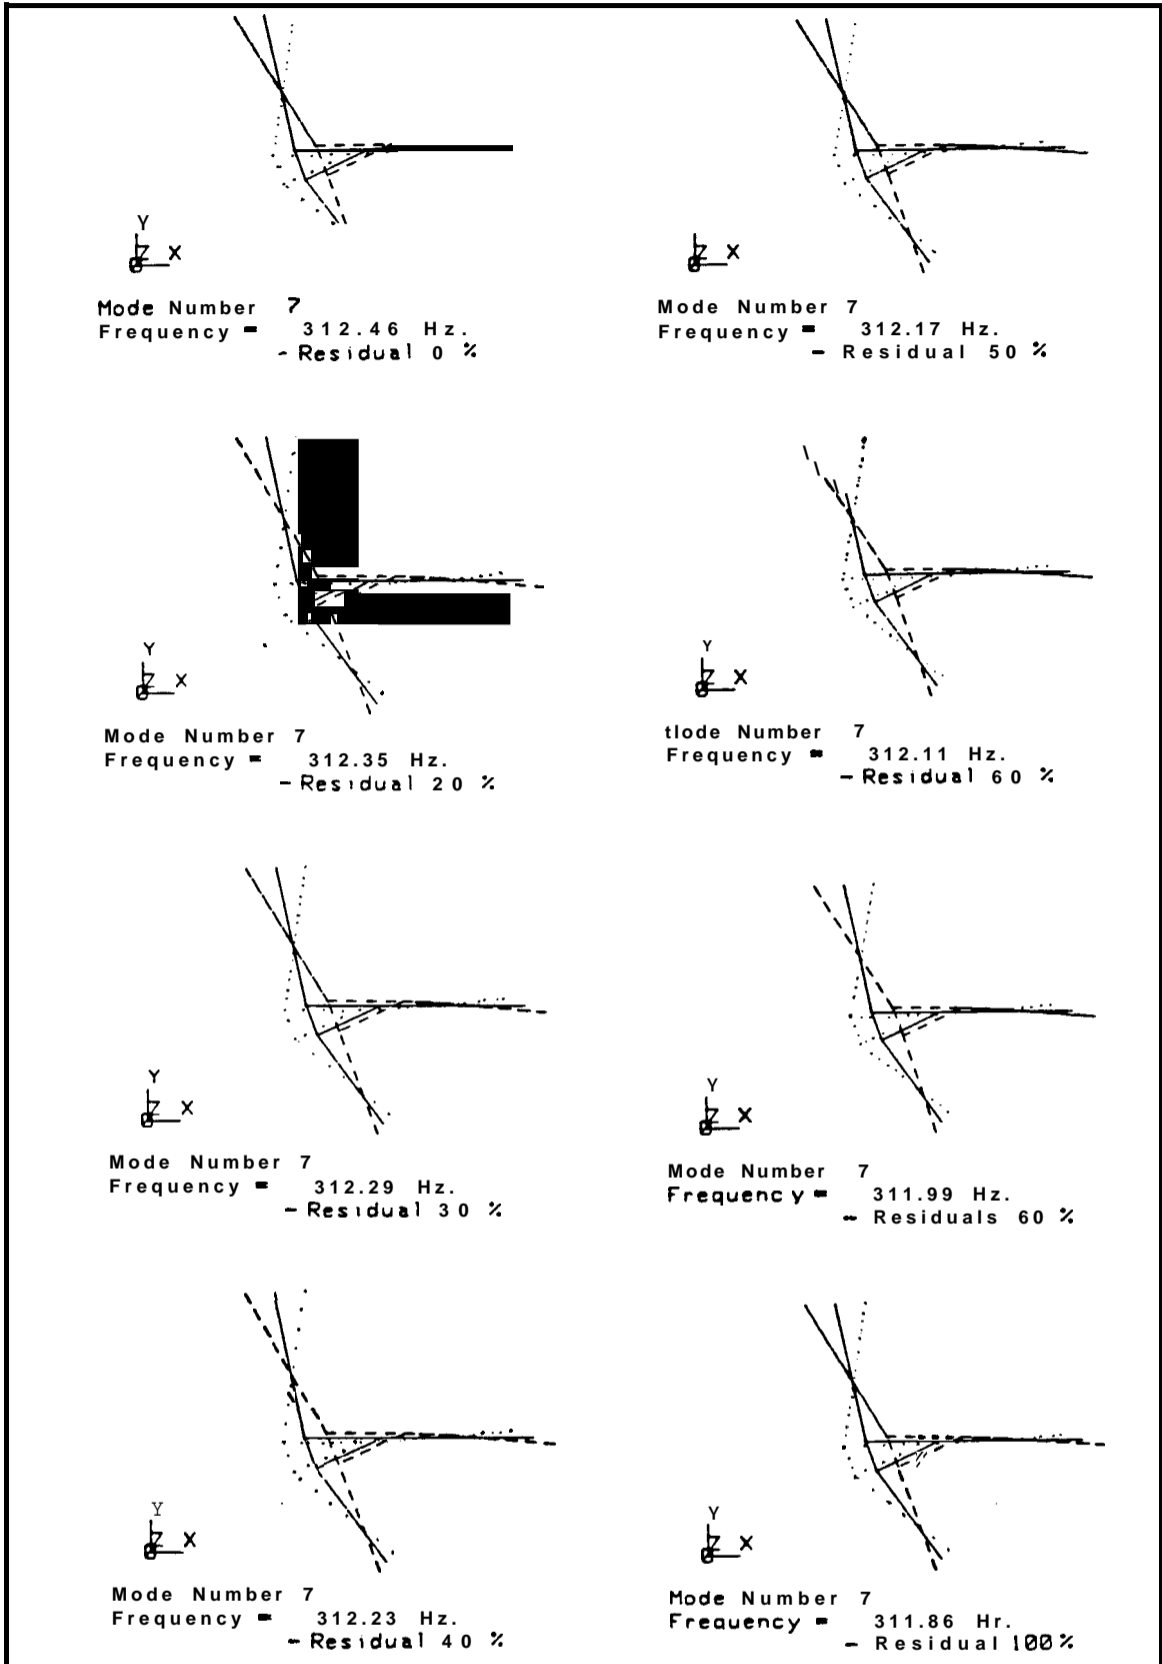 Y
Z X
Mode Number 7
Frequency = 312.46 Hz.
- Residual 0 %
Z X
Mode Number 7
Frequency = 312.17 Hz.
- Residual 50 %
Y
Z X
Mode Number 7
Frequency = 312.35 Hz.
- Residual 20 %
Y
Z X
tlode Number 7
Frequency = 312.11 Hz.
- Residual 60 %
Y
Z X
Mode Number 7
Frequency = 312.29 Hz.
- Residual 30 %
Y
Z X
Mode Number 7
Frequency = 311.99 Hz.
- Residuals 60 %
Y
Z X
Mode Number 7
Frequency = 312.23 Hz.
- Residual 40 %
Y
Z X
Mode Number 7
Frequency = 311.86 Hr.
- Residual 100%